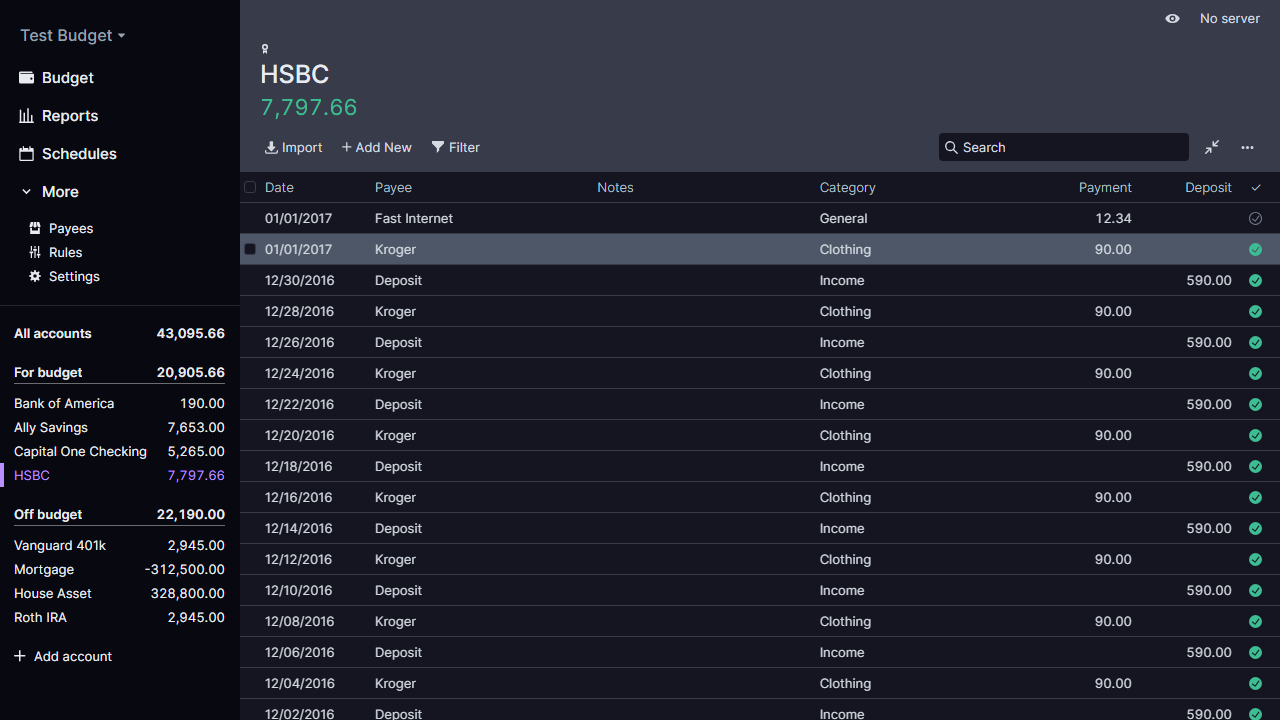 Test Budget
Budget
Reports
Schedules
More
Payees
Rules
Settings
All accounts 43,095.66
For budget 20,905.66
Bank of America 190.00
Ally Savings 7,653.00
Capital One Checking 5,265.00
HSBC 7,797.66
Off budget 22,190.00
Vanguard 401k 2,945.00
Mortgage -312,500.00
House Asset 328,800.00
Roth IRA 2,945.00
Add account
No server
HSBC
7,797.66
Import Add New Filter Search
Date Payee Notes Category Payment Deposit
01/01/2017 Fast Internet General 12.34
01/01/2017 Kroger Clothing 90.00
12/30/2016 Deposit Income 590.00
12/28/2016 Kroger Clothing 90.00
12/26/2016 Deposit Income 590.00
12/24/2016 Kroger Clothing 90.00
12/22/2016 Deposit Income 590.00
12/20/2016 Kroger Clothing 90.00
12/18/2016 Deposit Income 590.00
12/16/2016 Kroger Clothing 90.00
12/14/2016 Deposit Income 590.00
12/12/2016 Kroger Clothing 90.00
12/10/2016 Deposit Income 590.00
12/08/2016 Kroger Clothing 90.00
12/06/2016 Deposit Income 590.00
12/04/2016 Kroger Clothing 90.00
12/02/2016 Deposit Income 590.00